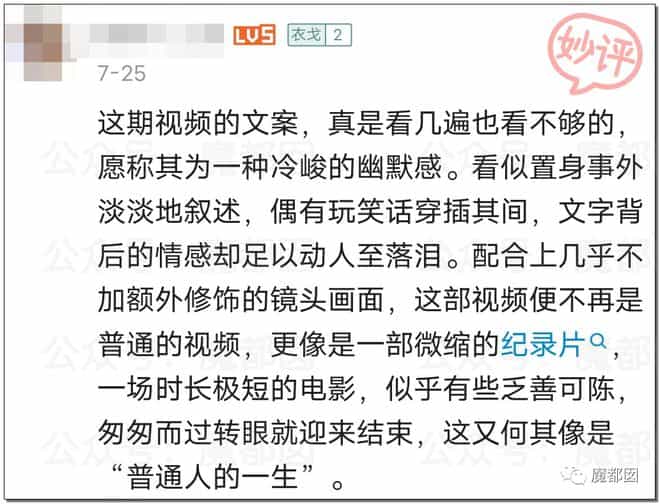 LV5 衣戈 2
妙评
7-25
这期视频的文案，真是看几遍也看不够的，
愿称其为一种冷峻的幽默感。看似置身事外
淡淡地叙述，偶有玩笑话穿插其间，文字背
后的情感却足以动人至落泪。配合上几乎不
加额外修饰的镜头画面，这部视频便不再是
普通的视频，更像是一部微缩的纪录片，
一场时长极短的电影，似乎有些乏善可陈，
匆匆而过转眼就迎来结束，这又何其像是
“普通人的一生”。
魔都囡